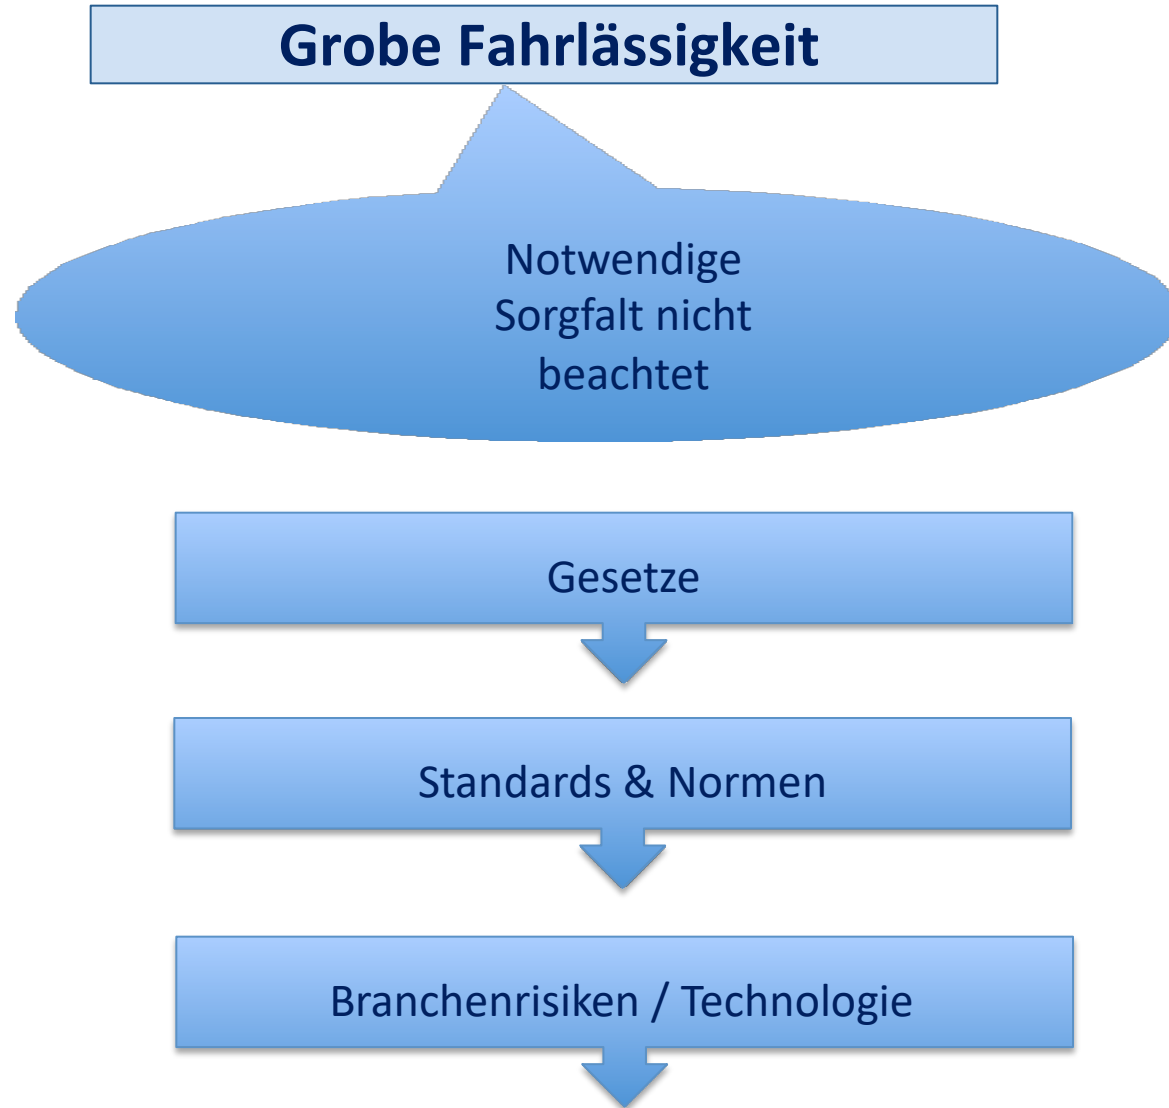 Grobe Fahrlässigkeit
Notwendige
Sorgfalt nicht
beachtet
Gesetze
Standards & Normen
Branchenrisiken / Technologie